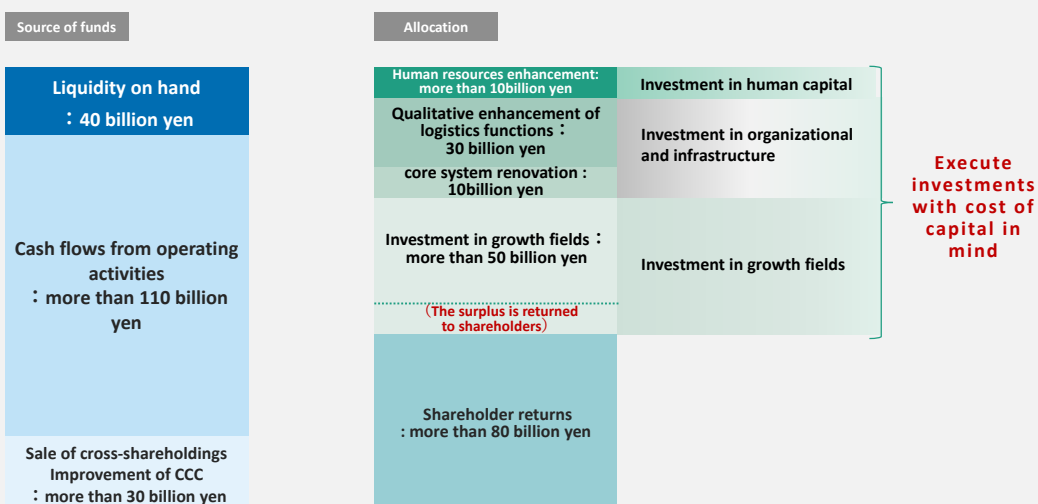 Source of funds
Allocation
Liquidity on hand
：40 billion yen
Cash flows from operating
activities
：more than 110 billion
yen
Sale of cross-shareholdings
Improvement of CCC
：more than 30 billion yen
Human resources enhancement:
more than 10billion yen
Qualitative enhancement of
logistics functions：
30 billion yen
core system renovation :
10billion yen
Investment in growth fields：
more than 50 billion yen
（The surplus is returned
to shareholders）
Shareholder returns
: more than 80 billion yen
Investment in human capital
Investment in organizational
and infrastructure
Investment in growth fields
Execute
investments
with cost of
capital in
mind